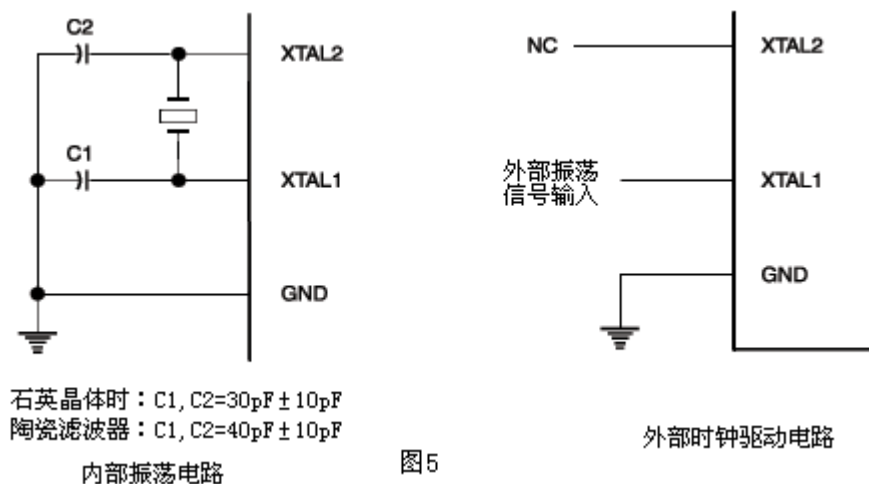 C2
XTAL2
C1
XTAL1
GND
石英晶体时：C1,C2=30pF±10pF
陶瓷滤波器：C1,C2=40pF±10pF
内部振荡电路
图5
NC
XTAL2
外部振荡
信号输入
XTAL1
GND
外部时钟驱动电路